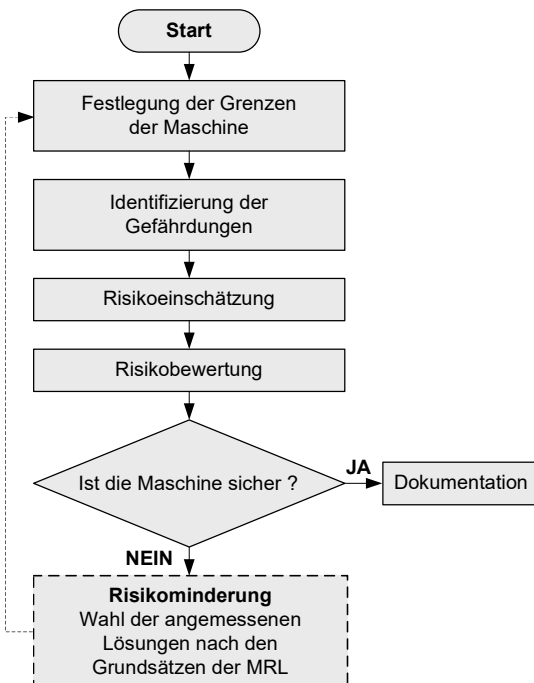 Start
Festlegung der Grenzen
der Maschine
Identifizierung der
Gefährdungen
Risikoeinschätzung
Risikobewertung
Ist die Maschine sicher ?
JA
Dokumentation
NEIN
Risikominderung
Wahl der angemessenen
Lösungen nach den
Grundsätzen der MRL